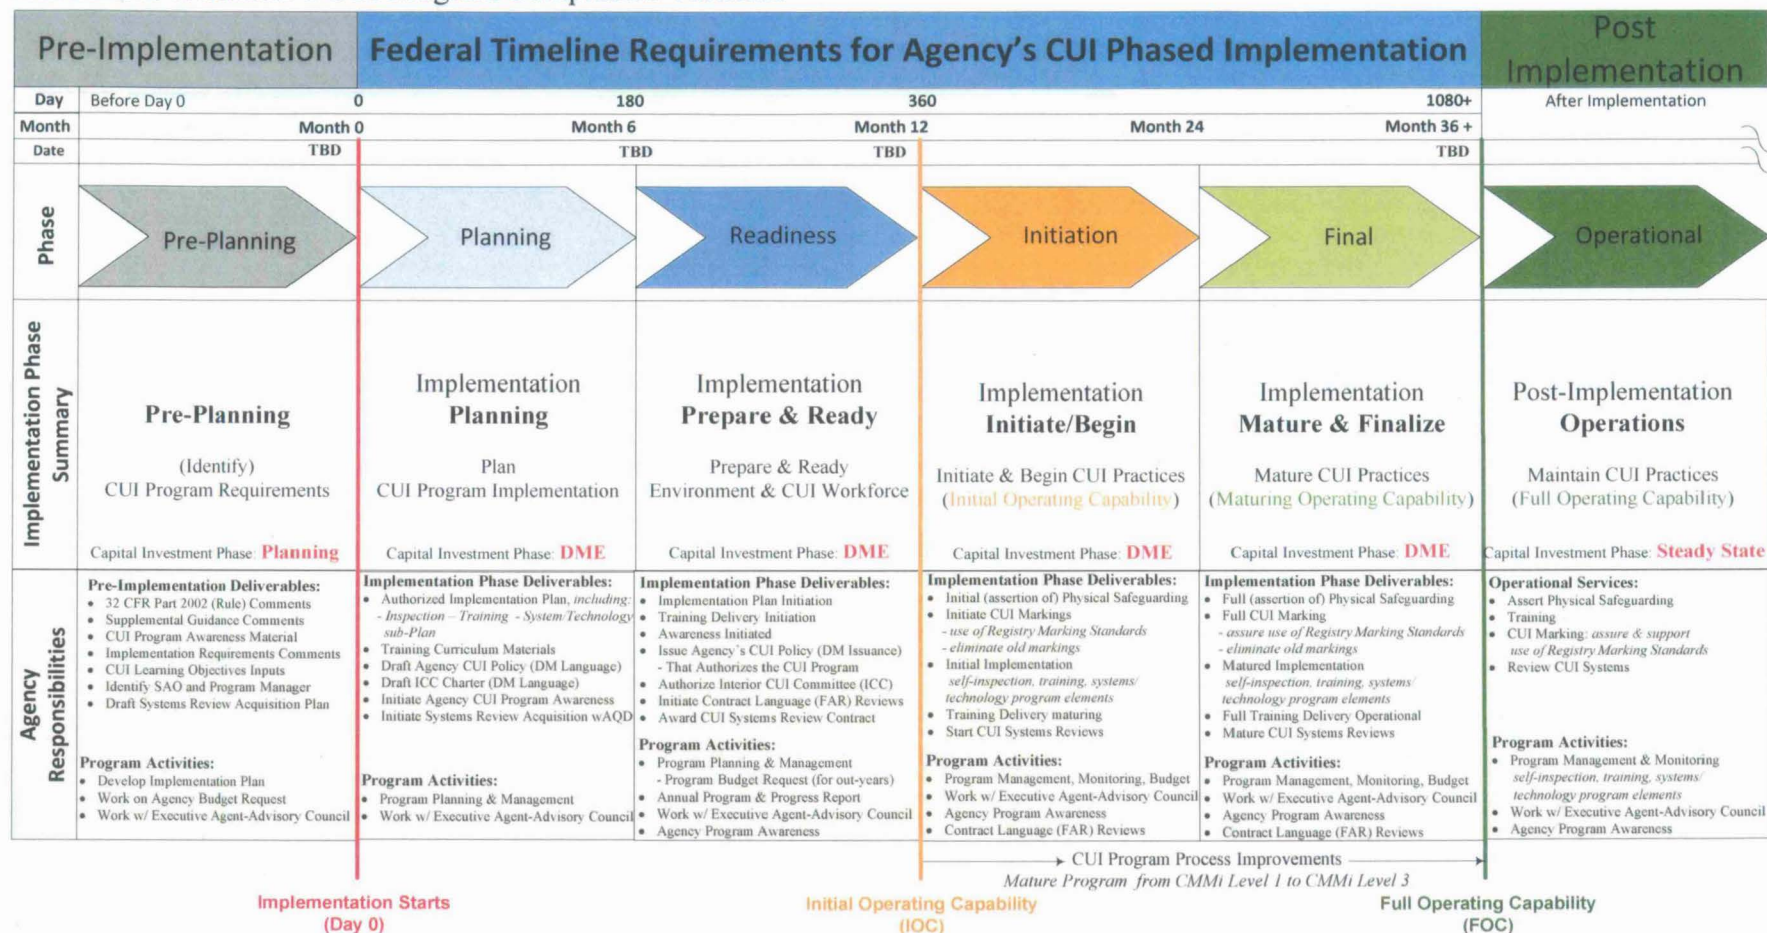 Pre-Implementation
Federal Timeline Requirements for Agency's CUI Phased Implementation
Post
Implementation
Day Before Day 0 0 180 360 1080+ After Implementation
Month Month 0 Month 6 Month 12 Month 24 Month 36 +
Date TBD TBD TBD TBD
Phase
Pre-Planning
Planning
Readiness
Initiation
Final
Operational
Implementation Phase
Summary
Pre-Planning
(Identify)
CUI Program Requirements
Capital Investment Phase: Planning
Implementation
Planning
Plan
CUI Program Implementation
Capital Investment Phase: DME
Implementation
Prepare & Ready
Prepare & Ready
Environment & CUI Workforce
Capital Investment Phase: DME
Implementation
Initiate/Begin
Initiate & Begin CUI Practices
(Initial Operating Capability)
Capital Investment Phase: DME
Implementation
Mature & Finalize
Mature CUI Practices
(Maturing Operating Capability)
Capital Investment Phase: DME
Post-Implementation
Operations
Maintain CUI Practices
(Full Operating Capability)
Capital Investment Phase: Steady State
Agency
Responsibilities
Pre-Implementation Deliverables:
• 32 CFR Part 2002 (Rule) Comments
• Supplemental Guidance Comments
• CUI Program Awareness Material
• Implementation Requirements Comments
• CUI Learning Objectives Inputs
• Identify SAO and Program Manager
• Draft Systems Review Acquisition Plan
Program Activities:
• Develop Implementation Plan
• Work on Agency Budget Request
• Work w/ Executive Agent-Advisory Council
Implementation Phase Deliverables:
• Authorized Implementation Plan, including:
- Inspection – Training - System/Technology
sub-Plan
• Training Curriculum Materials
• Draft Agency CUI Policy (DM Language)
• Draft ICC Charter (DM Language)
• Initiate Agency CUI Program Awareness
• Initiate Systems Review Acquisition wAQD
Program Activities:
• Program Planning & Management
• Work w/ Executive Agent-Advisory Council
Implementation Phase Deliverables:
• Implementation Plan Initiation
• Training Delivery Initiation
• Awareness Initiated
• Issue Agency's CUI Policy (DM Issuance)
- That Authorizes the CUI Program
• Authorize Interior CUI Committee (ICC)
• Initiate Contract Language (FAR) Reviews
• Award CUI Systems Review Contract
Program Activities:
• Program Planning & Management
- Program Budget Request (for out-years)
• Annual Program & Progress Report
• Work w/ Executive Agent-Advisory Council
• Agency Program Awareness
Implementation Phase Deliverables:
• Initial (assertion of) Physical Safeguarding
• Initiate CUI Markings
- use of Registry Marking Standards
- eliminate old markings
• Initial Implementation
self-inspection, training, systems/
technology program elements
• Training Delivery maturing
• Start CUI Systems Reviews
Program Activities:
• Program Management, Monitoring, Budget
• Work w/ Executive Agent-Advisory Council
• Agency Program Awareness
• Contract Language (FAR) Reviews
Implementation Phase Deliverables:
• Full (assertion of) Physical Safeguarding
• Full CUI Marking
- assure use of Registry Marking Standards
- eliminate old markings
• Matured Implementation
self-inspection, training, systems/
technology program elements
• Full Training Delivery Operational
• Mature CUI Systems Reviews
Program Activities:
• Program Management, Monitoring, Budget
• Work w/ Executive Agent-Advisory Council
• Agency Program Awareness
• Contract Language (FAR) Reviews
Operational Services:
• Assert Physical Safeguarding
• Training
• CUI Marking: assure & support
use of Registry Marking Standards
• Review CUI Systems
Program Activities:
• Program Management & Monitoring
self-inspection, training, systems/
technology program elements
• Work w/ Executive Agent-Advisory Council
• Agency Program Awareness
CUI Program Process Improvements
Mature Program from CMMi Level 1 to CMMi Level 3
Implementation Starts
(Day 0)
Initial Operating Capability
(IOC)
Full Operating Capability
(FOC)